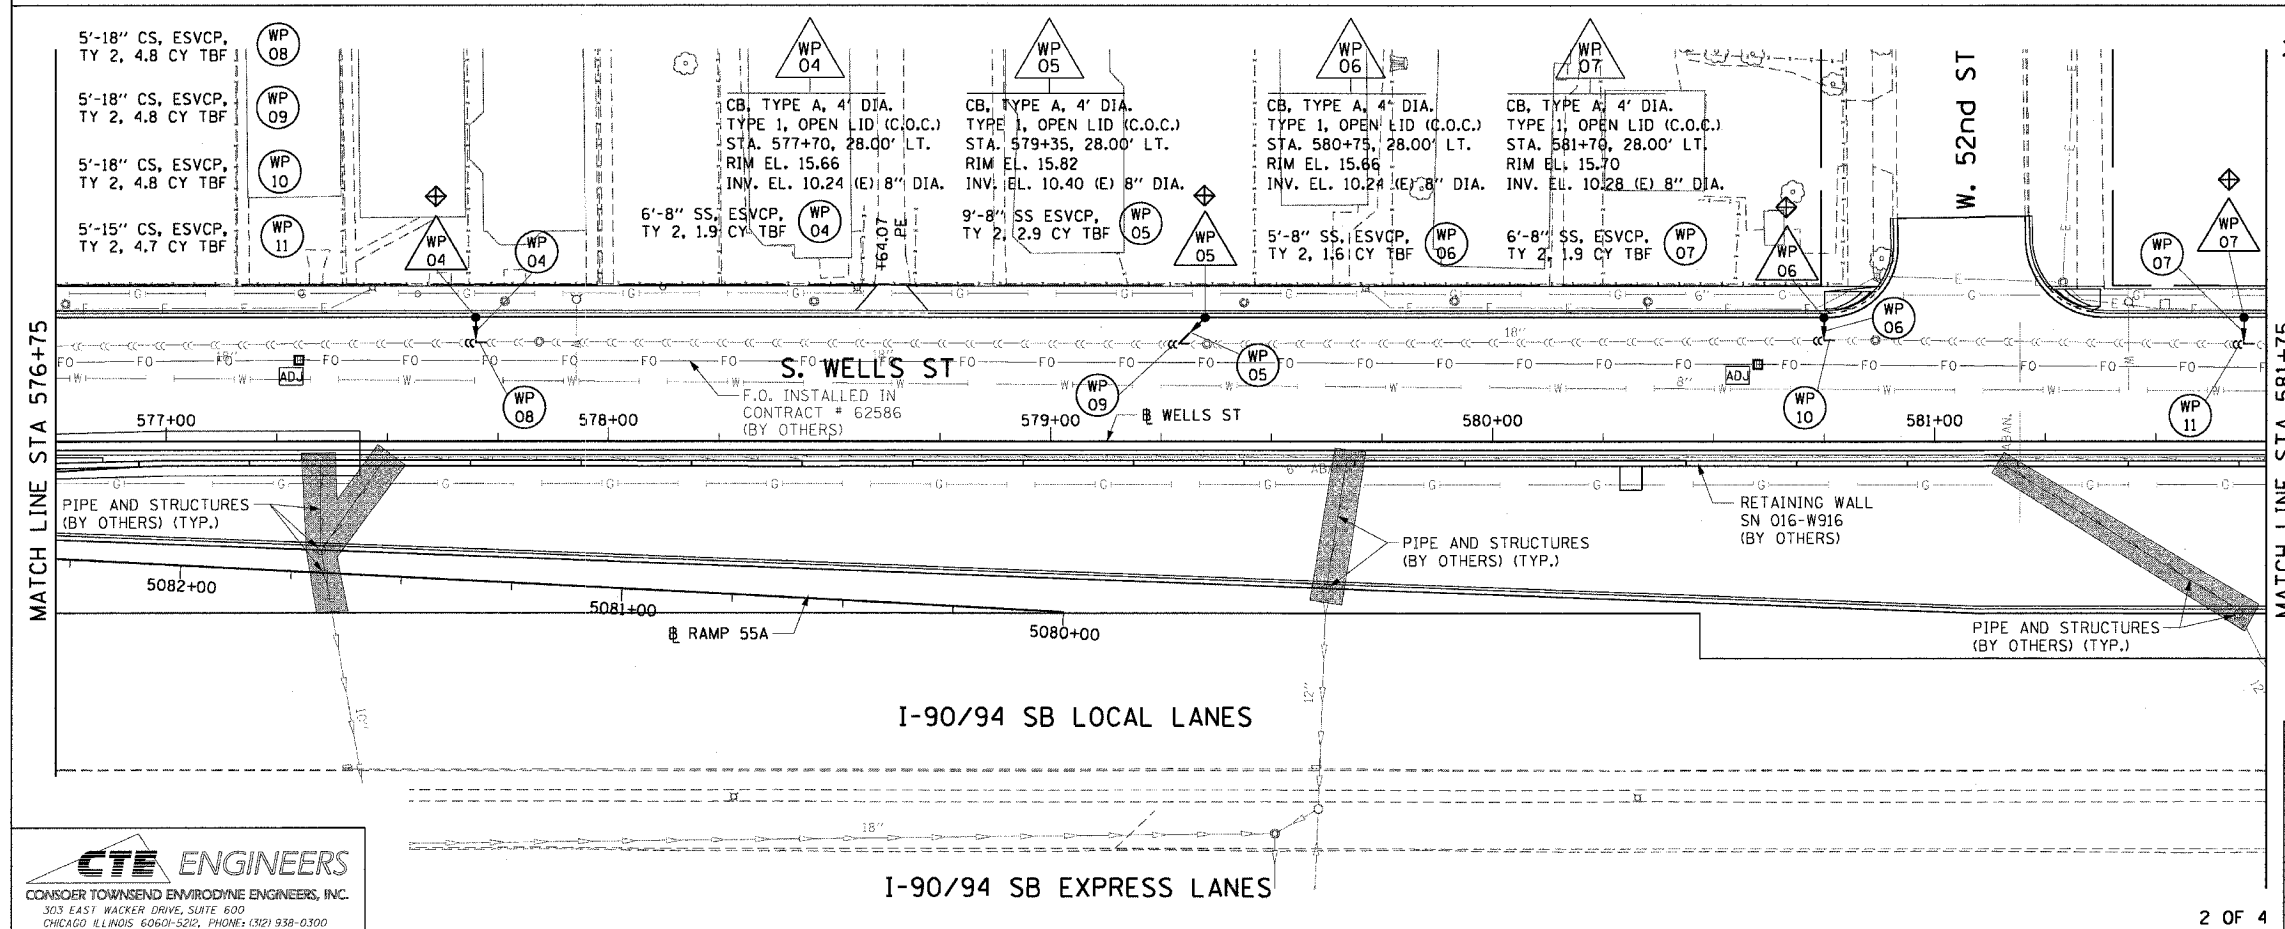 5'-18" CS, ESVCP,
TY 2, 4.8 CY TBF
WP
08
5'-18" CS, ESVCP,
TY 2, 4.8 CY TBF
WP
09
5'-18" CS, ESVCP,
TY 2, 4.8 CY TBF
WP
10
5'-15" CS, ESVCP,
TY 2, 4.7 CY TBF
WP
11
WP
04
CB, TYPE A, 4' DIA.
TYPE 1, OPEN LID (C.O.C.)
STA. 577+70, 28.00' LT.
RIM EL. 15.66
INV. EL. 10.24 (E) 8" DIA.
6'-8" SS, ESVCP,
TY 2, 1.9 CY TBF
WP
04
WP
05
CB, TYPE A, 4' DIA.
TYPE 1, OPEN LID (C.O.C.)
STA. 579+35, 28.00' LT.
RIM EL. 15.82
INV. EL. 10.40 (E) 8" DIA.
9'-8" SS ESVCP,
TY 2, 2.9 CY TBF
WP
05
WP
06
CB, TYPE A, 4' DIA.
TYPE 1, OPEN LID (C.O.C.)
STA. 580+75, 28.00' LT.
RIM EL. 15.66
INV. EL. 10.24 (E) 8" DIA.
5'-8" SS, ESVCP,
TY 2, 1.6 CY TBF
WP
06
WP
07
CB, TYPE A, 4' DIA.
TYPE 1, OPEN LID (C.O.C.)
STA. 581+70, 28.00' LT.
RIM EL. 15.70
INV. EL. 10.28 (E) 8" DIA.
6'-8" SS, ESVCP,
TY 2, 1.9 CY TBF
WP
07
W. 52nd ST
WP
04
WP
04
+64.07
PE
WP
05
WP
06
WP
07
WP
07
WP
06
WP
05
MATCH LINE STA 576+75
MATCH LINE STA 581+75
18"
18"
18"
6"
8"
ADJ
ADJ
S. WELLS ST
F.O. INSTALLED IN
CONTRACT # 62586
(BY OTHERS)
WP
08
WP
09
WP
10
WP
11
577+00
578+00
579+00
580+00
581+00
℄ WELLS ST
ABAN.
PIPE AND STRUCTURES
(BY OTHERS) (TYP.)
RETAINING WALL
SN 016-W916
(BY OTHERS)
PIPE AND STRUCTURES
(BY OTHERS) (TYP.)
5082+00
5081+00
5080+00
℄ RAMP 55A
PIPE AND STRUCTURES
(BY OTHERS) (TYP.)
12"
I-90/94 SB LOCAL LANES
18"
I-90/94 SB EXPRESS LANES
CTE ENGINEERS
CONSOER TOWNSEND ENVIRODYNE ENGINEERS, INC.
303 EAST WACKER DRIVE, SUITE 600
CHICAGO ILLINOIS 60601-5212, PHONE: (312) 938-0300
2 OF 4